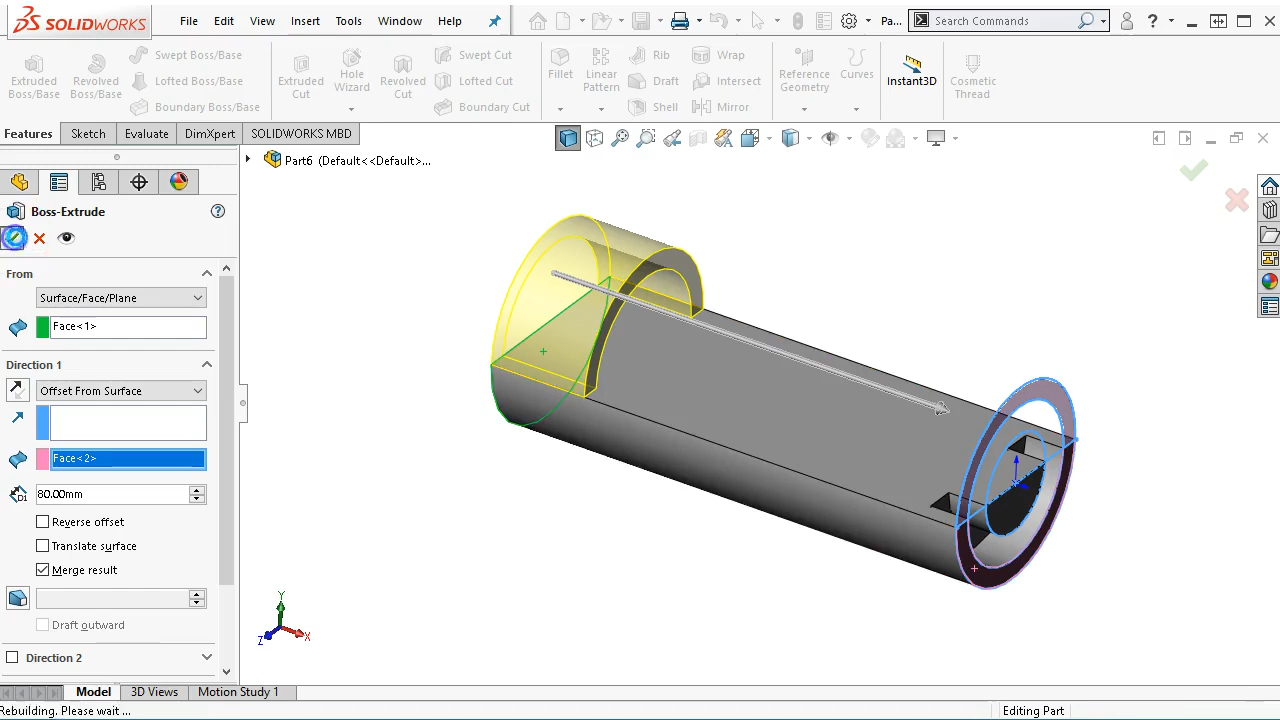 SOLIDWORKS
File Edit View Insert Tools Window Help
Pa...
Search Commands
Extruded Boss/Base
Revolved Boss/Base
Swept Boss/Base
Lofted Boss/Base
Boundary Boss/Base
Extruded Cut
Hole Wizard
Revolved Cut
Swept Cut
Lofted Cut
Boundary Cut
Fillet
Linear Pattern
Rib
Draft
Shell
Wrap
Intersect
Mirror
Reference Geometry
Curves
Instant3D
Cosmetic Thread
Features Sketch Evaluate DimXpert SOLIDWORKS MBD
Part6 (Default<<Default>...
Boss-Extrude
From
Surface/Face/Plane
Face<1>
Direction 1
Offset From Surface
Face<2>
D1
80.00mm
Reverse offset
Translate surface
Merge result
Draft outward
Direction 2
Y
Z
X
Model 3D Views Motion Study 1
Rebuilding. Please wait ...
Editing Part